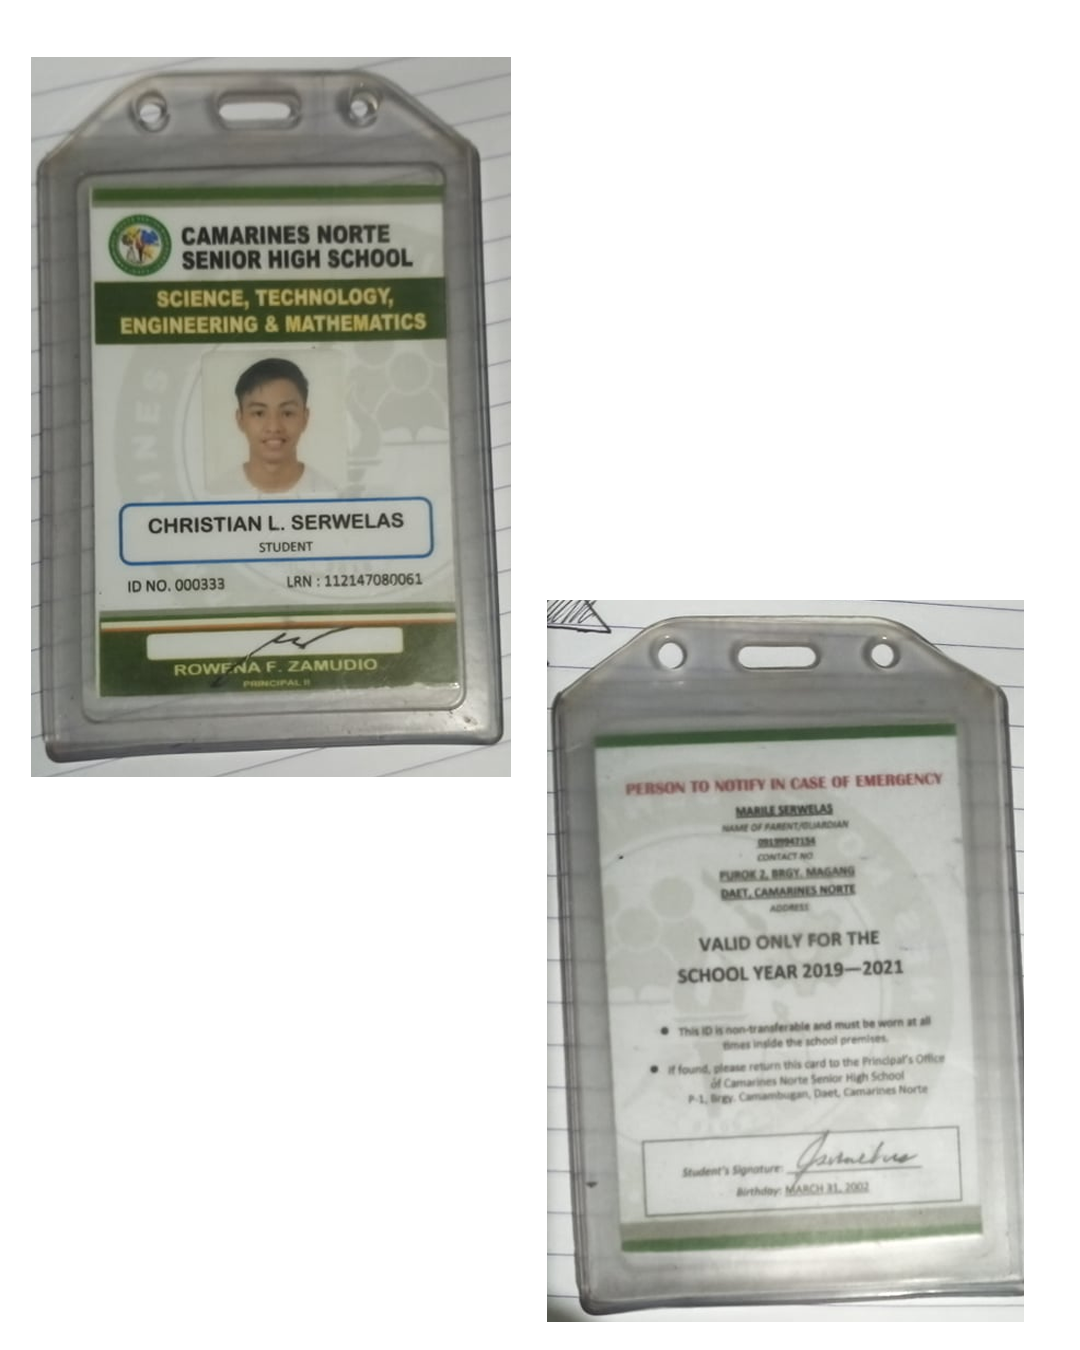 CAMARINES NORTE
SENIOR HIGH SCHOOL
SCIENCE, TECHNOLOGY,
ENGINEERING & MATHEMATICS
CHRISTIAN L. SERWELAS
STUDENT
ID NO. 000333 LRN : 112147080061
ROWENA F. ZAMUDIO
PRINCIPAL II
PERSON TO NOTIFY IN CASE OF EMERGENCY
MARILE SERWELAS
NAME OF PARENT/GUARDIAN
CONTACT NO.
PUROK 2, BRGY. MAGANG
DAET, CAMARINES NORTE
ADDRESS
VALID ONLY FOR THE
SCHOOL YEAR 2019—2021
This ID is non-transferable and must be worn at all
times inside the school premises.
If found, please return this card to the Principal's Office
of Camarines Norte Senior High School
P-1, Brgy. Camambugan, Daet, Camarines Norte
Student's Signature:
Birthday: MARCH 31, 2002